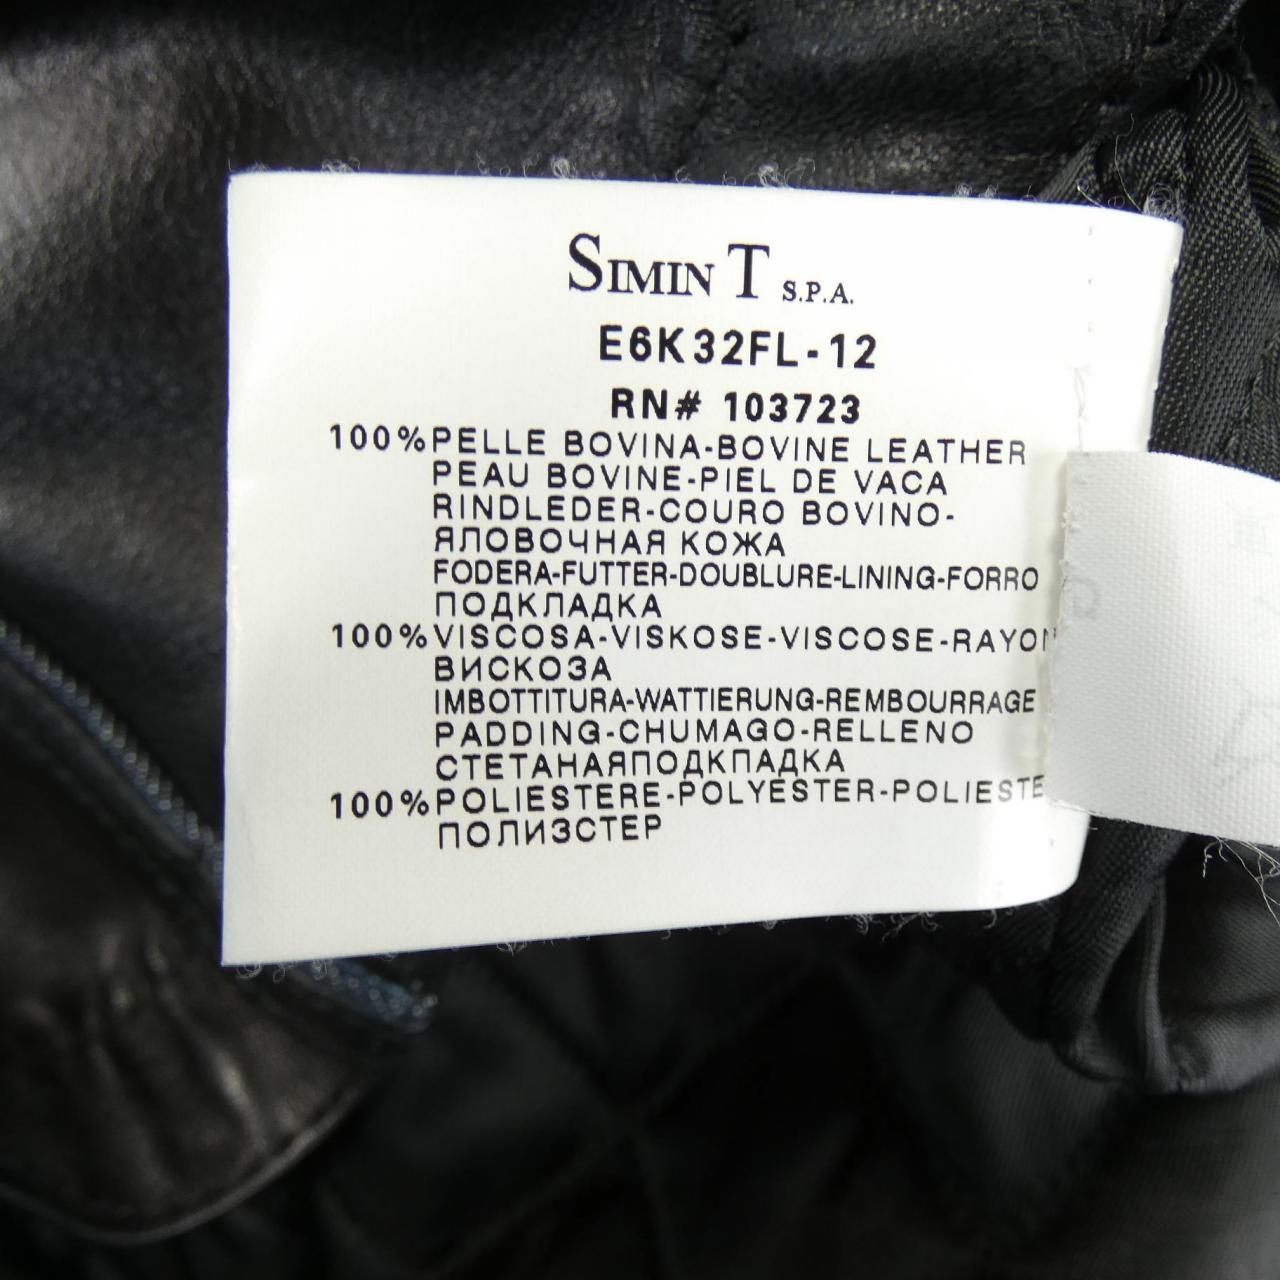 SIMIN T S.P.A.
E6K32FL-12
RN# 103723
100% PELLE BOVINA-BOVINE LEATHER
PEAU BOVINE-PIEL DE VACA
RINDLEDER-COURO BOVINO-
ЯЛОВОЧНАЯ КОЖА
FODERA-FUTTER-DOUBLURE-LINING-FORRO
ПОДКЛАДКА
100% VISCOSA-VISKOSE-VISCOSE-RAYON
ВИСКОЗА
IMBOTTITURA-WATTIERUNG-REMBOURRAGE
PADDING-CHUMAGO-RELLENO
СТЕТАНАЯПОДКПАДКА
100% POLIESTERE-POLYESTER-POLIESTE
ПОЛИЗСТЕР